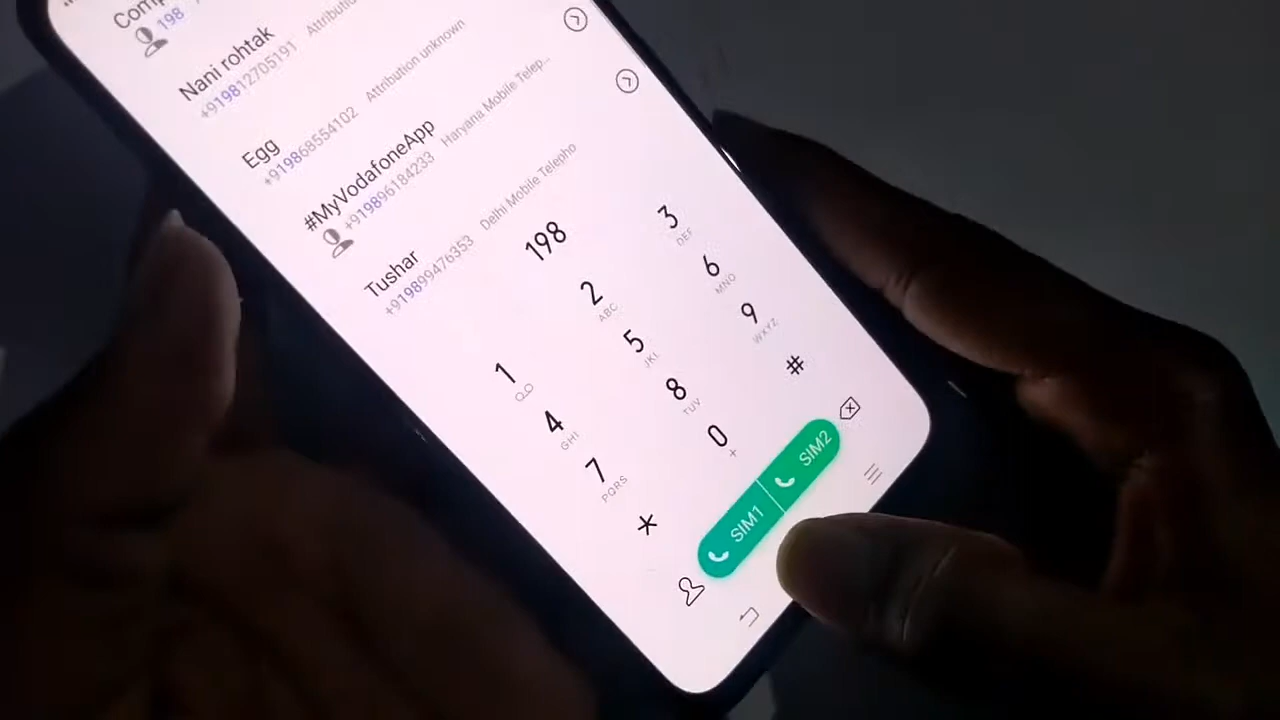 198
Nani rohtak
+919812705191
Egg
+919868554102 Attribution unknown
#MyVodafoneApp
+919896184233 Haryana Mobile Telep...
Tushar
+919899476353 Delhi Mobile Telepho
198
1
2 ABC
3 DEF
4 GHI
5 JKL
6 MNO
7 PQRS
8 TUV
9 WXYZ
*
0 +
#
SIM1 SIM2